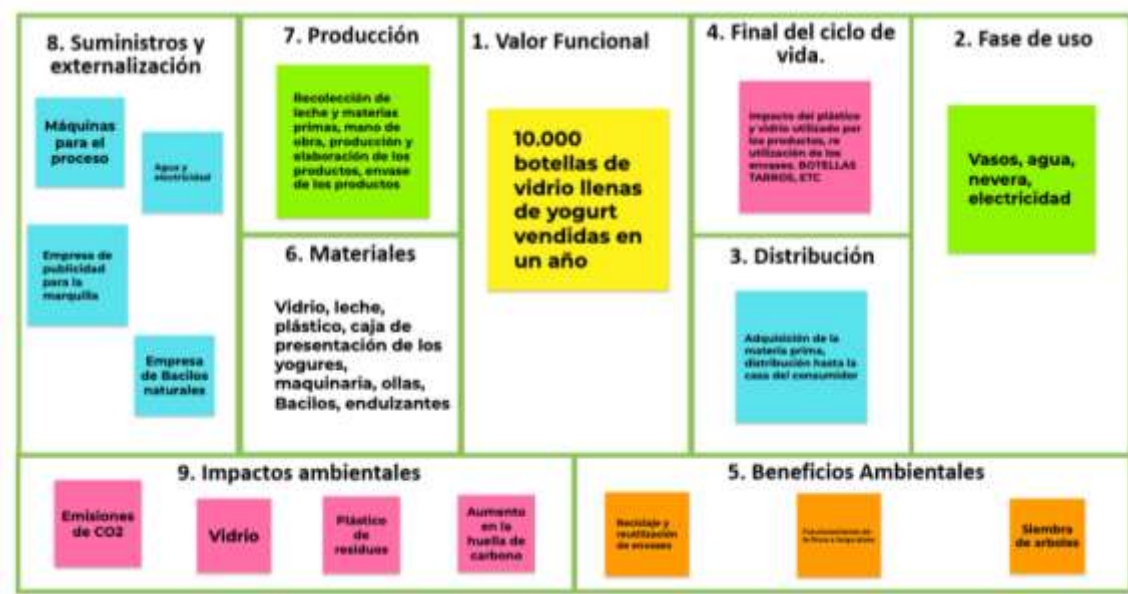 8. Suministros y
externalización
Máquinas
para el
proceso
Agua y
electricidad
Empresa de
publicidad
para la
marquilla
Empresa
de Bacilos
naturales
7. Producción
Recolección de
leche y materias
primas, mano de
obra, producción y
elaboración de los
productos, envase
de los productos
6. Materiales
Vidrio, leche,
plástico, caja de
presentación de los
yogures,
maquinaria, ollas,
Bacilos, endulzantes
1. Valor Funcional
10.000
botellas de
vidrio llenas
de yogurt
vendidas en
un año
4. Final del ciclo de
vida.
Impacto del plástico
y vidrio utilizado por
los productos, re
utilización de los
envases. BOTELLAS
TARROS, ETC
3. Distribución
Adquisición de la
materia prima,
distribución hasta la
casa del consumidor
2. Fase de uso
Vasos, agua,
nevera,
electricidad
9. Impactos ambientales
Emisiones
de CO2
Vidrio
Plástico
de
residuos
Aumento
en la
huella de
carbono
5. Beneficios Ambientales
Reciclaje y
reutilización
de envases
Siembra
de arboles